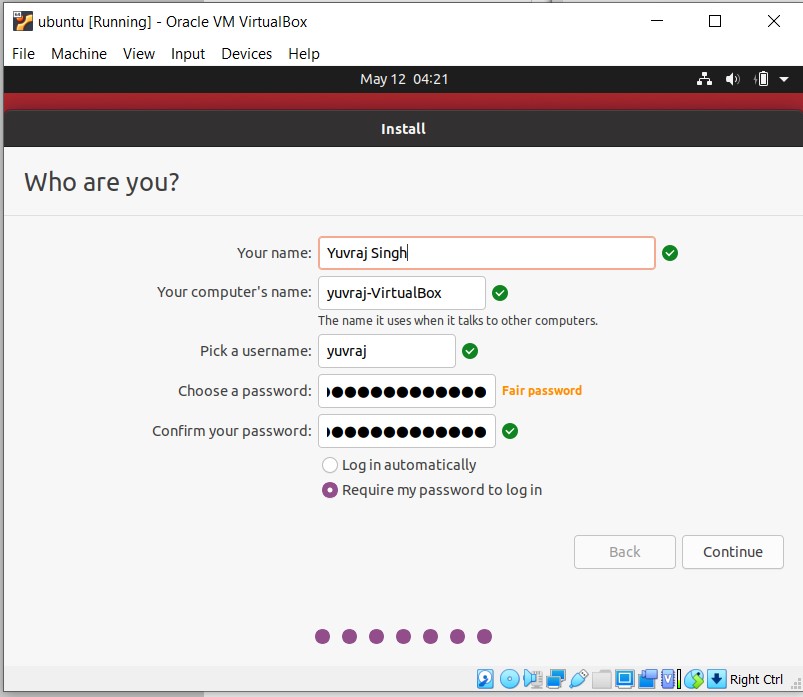 ubuntu [Running] - Oracle VM VirtualBox
File Machine View Input Devices Help
May 12 04:21
Install
Who are you?
Your name: Yuvraj Singh
Your computer's name: yuvraj-VirtualBox
The name it uses when it talks to other computers.
Pick a username: yuvraj
Choose a password: ●●●●●●●●●●●●● Fair password
Confirm your password: ●●●●●●●●●●●●●
Log in automatically
Require my password to log in
Back Continue
Right Ctrl